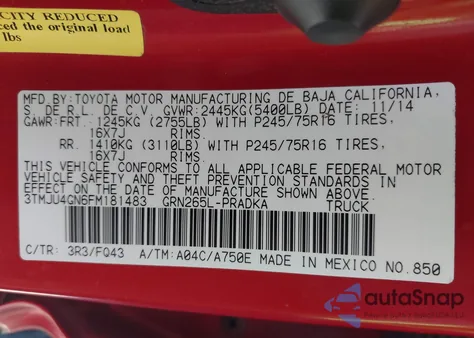 CITY REDUCED
ed the original load
lbs
MFD.BY:TOYOTA MOTOR MANUFACTURING DE BAJA CALIFORNIA,
S. DE R.L. DE C.V. GVWR:2445KG(5400LB) DATE: 11/14
GAWR:FRT. 1245KG (2755LB) WITH P245/75R16 TIRES,
16X7J RIMS.
RR. 1410KG (3110LB) WITH P245/75R16 TIRES,
16X7J RIMS.
THIS VEHICLE CONFORMS TO ALL APPLICABLE FEDERAL MOTOR
VEHICLE SAFETY AND THEFT PREVENTION STANDARDS IN
EFFECT ON THE DATE OF MANUFACTURE SHOWN ABOVE.
3TMJU4GN6FM181483 GRN265L-PRADKA TRUCK
C/TR: 3R3/FQ43 A/TM:A04C/A750E MADE IN MEXICO NO.850
autoSnap